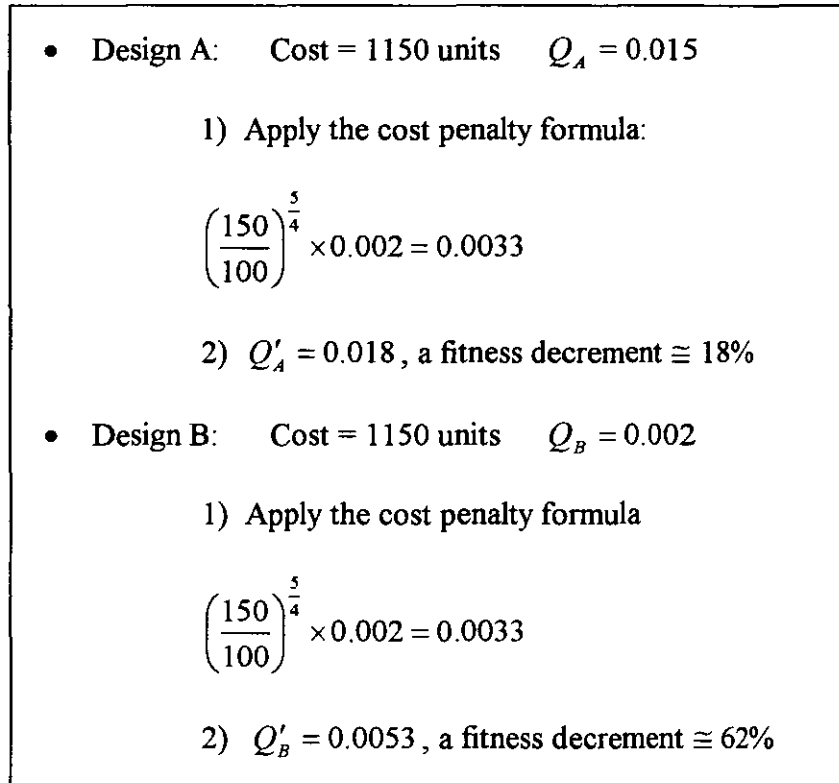 • Design A: Cost = 1150 units Q_A = 0.015
1) Apply the cost penalty formula:
(150/100)^(5/4) × 0.002 = 0.0033
2) Q′_A = 0.018, a fitness decrement ≅ 18%
• Design B: Cost = 1150 units Q_B = 0.002
1) Apply the cost penalty formula
(150/100)^(5/4) × 0.002 = 0.0033
2) Q′_B = 0.0053, a fitness decrement ≅ 62%